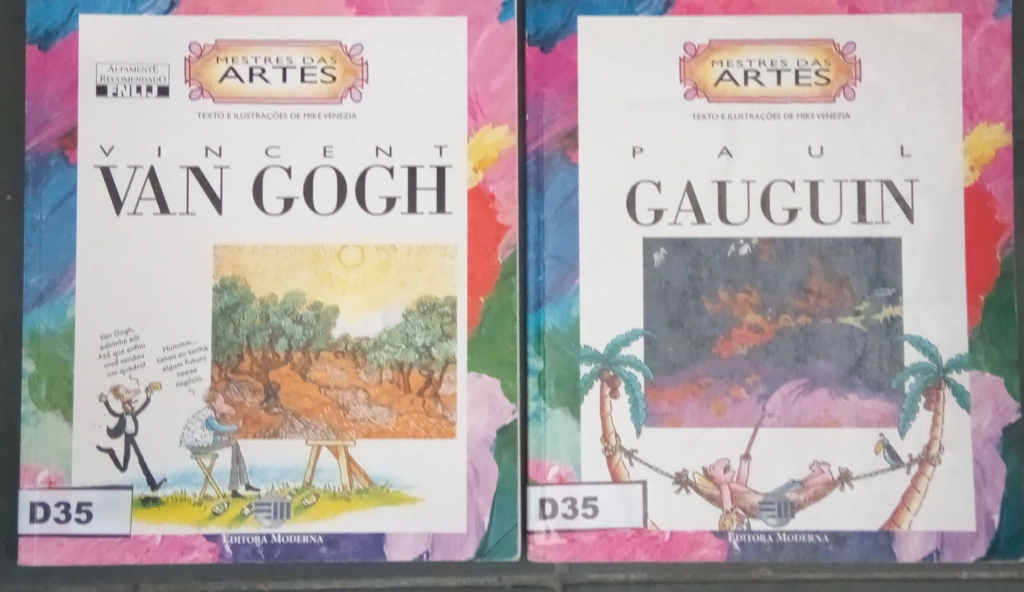 ALTAMENTE
RECOMENDADO
FNLIJ
MESTRES DAS
ARTES
TEXTO E ILUSTRAÇÕES DE MIKE VENEZIA
VINCENT
VAN GOGH
Van Gogh,
adivinhe só!
Até que enfim
você vendeu
um quadro!
Hummm...
talvez eu tenha
algum futuro
nesse
negócio.
D35
EDITORA MODERNA
MESTRES DAS
ARTES
TEXTO E ILUSTRAÇÕES DE MIKE VENEZIA
PAUL
GAUGUIN
D35
EDITORA MODERNA